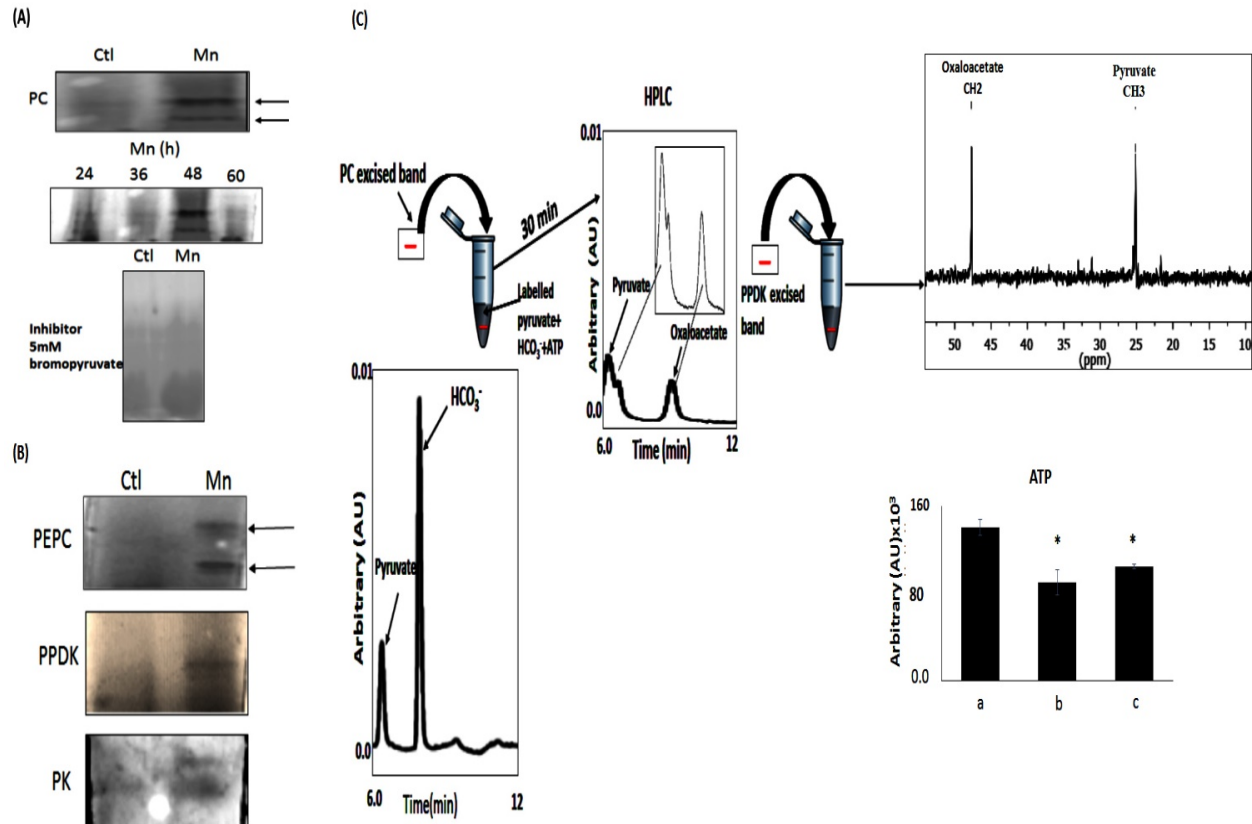 (A)
Ctl Mn
PC
Mn (h)
24 36 48 60
Ctl Mn
Inhibitor
5mM
bromopyruvate
(B)
Ctl Mn
PEPC
PPDK
PK
(C)
PC excised band
30 min
Labelled
pyruvate+
HCO₃⁻+ATP
0.01
HCO₃⁻
Pyruvate
Arbitrary (AU)
0.0
6.0 12
Time(min)
HPLC
0.01
Arbitrary (AU)
Pyruvate
Oxaloacetate
0.0
6.0 12
Time (min)
PPDK excised
band
Oxaloacetate
CH2
Pyruvate
CH3
50 45 40 35 30 25 20 15 10
(ppm)
ATP
160
Arbitrary (AU)x10³
* *
80
0.0
a b c